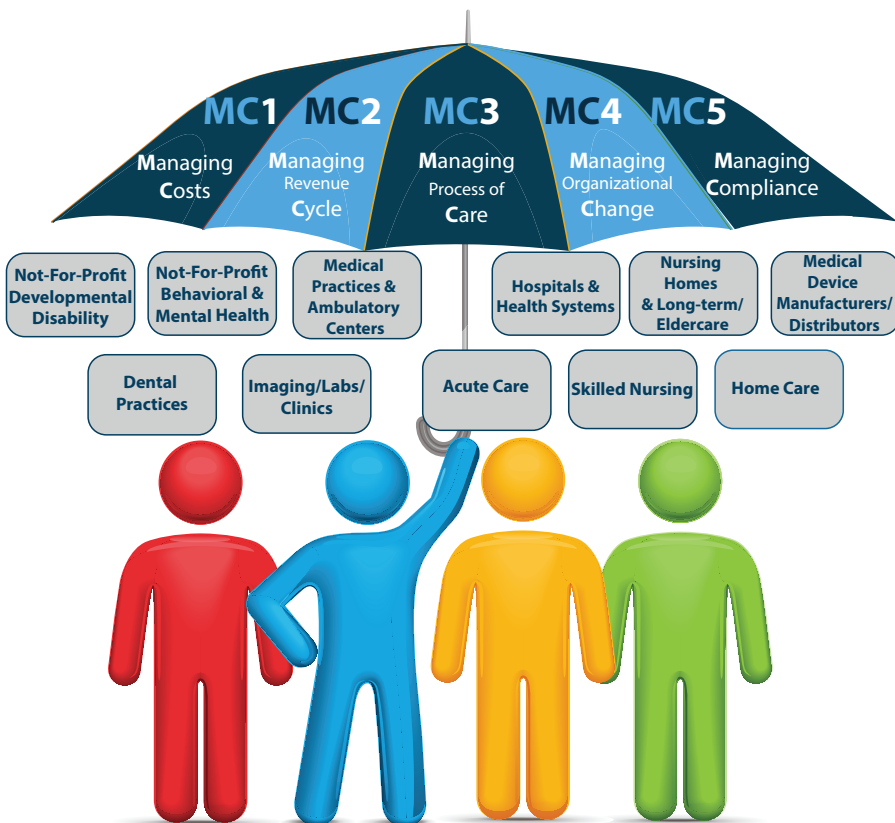 MC1
MC2
MC3
MC4
MC5
Managing
Costs
Managing
Revenue
Cycle
Managing
Process of
Care
Managing
Organizational
Change
Managing
Compliance
Not-For-Profit
Developmental
Disability
Not-For-Profit
Behavioral &
Mental Health
Medical
Practices &
Ambulatory
Centers
Hospitals &
Health Systems
Nursing
Homes
& Long-term/
Eldercare
Medical
Device
Manufacturers/
Distributors
Dental
Practices
Imaging/Labs/
Clinics
Acute Care
Skilled Nursing
Home Care